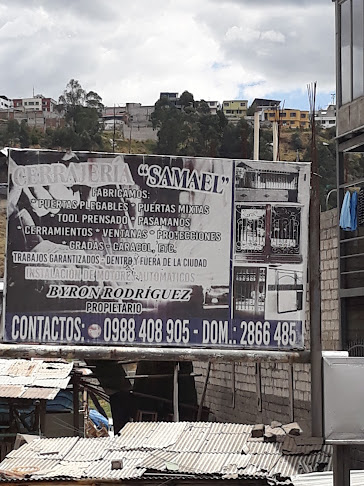 CERRAJERIA "SAMAEL"
FABRICAMOS:
*PUERTAS PLEGABLES * PUERTAS MIXTAS
TOOL PRENSADO * PASAMANOS
* CERRAMIENTOS * VENTANAS * PROTECCIONES
* GRADAS - CARACOL, ETC.
TRABAJOS GARANTIZADOS - DENTRO Y FUERA DE LA CIUDAD
INSTALACION DE MOTORES AUTOMATICOS
BYRON RODRÍGUEZ
PROPIETARIO
CONTACTOS: 0988 408 905 - DOM.: 2866 485